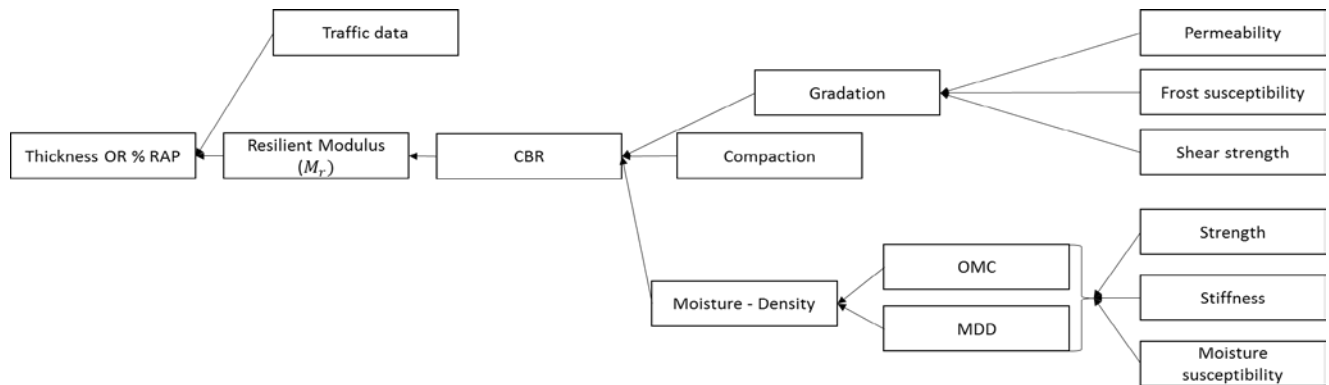 Traffic data
Permeability
Gradation
Frost susceptibility
Thickness OR % RAP
Resilient Modulus
(𝑀𝑟)
CBR
Compaction
Shear strength
Strength
OMC
Moisture - Density
Stiffness
MDD
Moisture
susceptibility